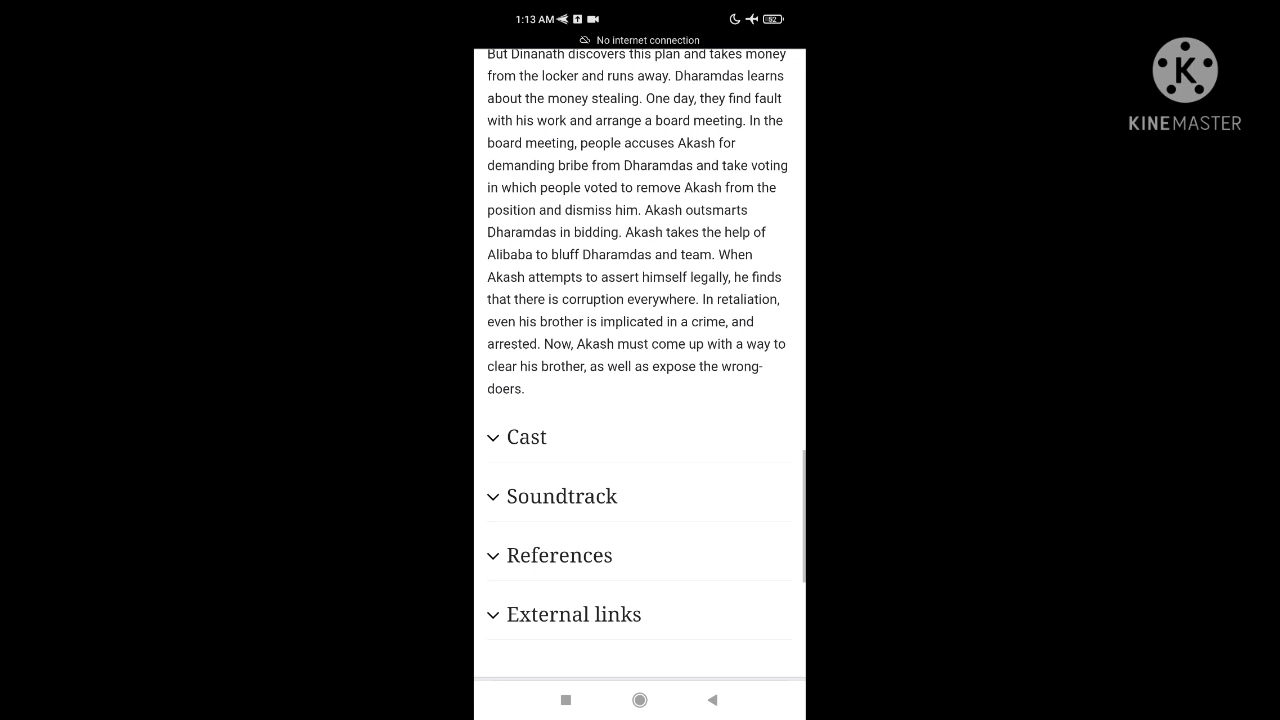 1:13 AM
52
No internet connection
But Dinanath discovers this plan and takes money
from the locker and runs away. Dharamdas learns
about the money stealing. One day, they find fault
with his work and arrange a board meeting. In the
board meeting, people accuses Akash for
demanding bribe from Dharamdas and take voting
in which people voted to remove Akash from the
position and dismiss him. Akash outsmarts
Dharamdas in bidding. Akash takes the help of
Alibaba to bluff Dharamdas and team. When
Akash attempts to assert himself legally, he finds
that there is corruption everywhere. In retaliation,
even his brother is implicated in a crime, and
arrested. Now, Akash must come up with a way to
clear his brother, as well as expose the wrong-
doers.
Cast
Soundtrack
References
External links
K
KINEMASTER